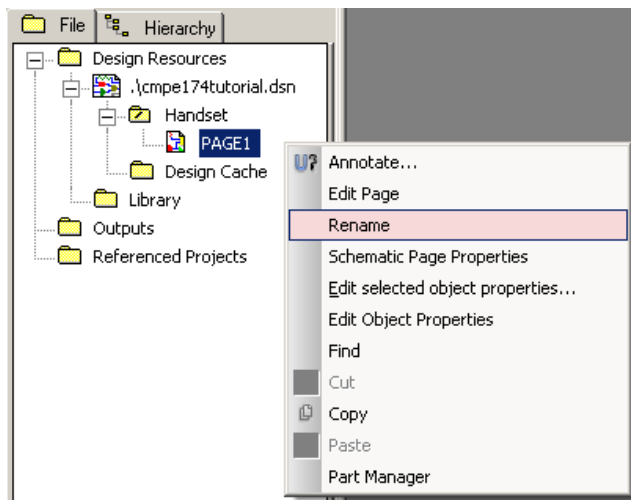 File Hierarchy
Design Resources
.\cmpe174tutorial.dsn
Handset
PAGE1
Design Cache
Library
Outputs
Referenced Projects
U? Annotate...
Edit Page
Rename
Schematic Page Properties
Edit selected object properties...
Edit Object Properties
Find
Cut
Copy
Paste
Part Manager